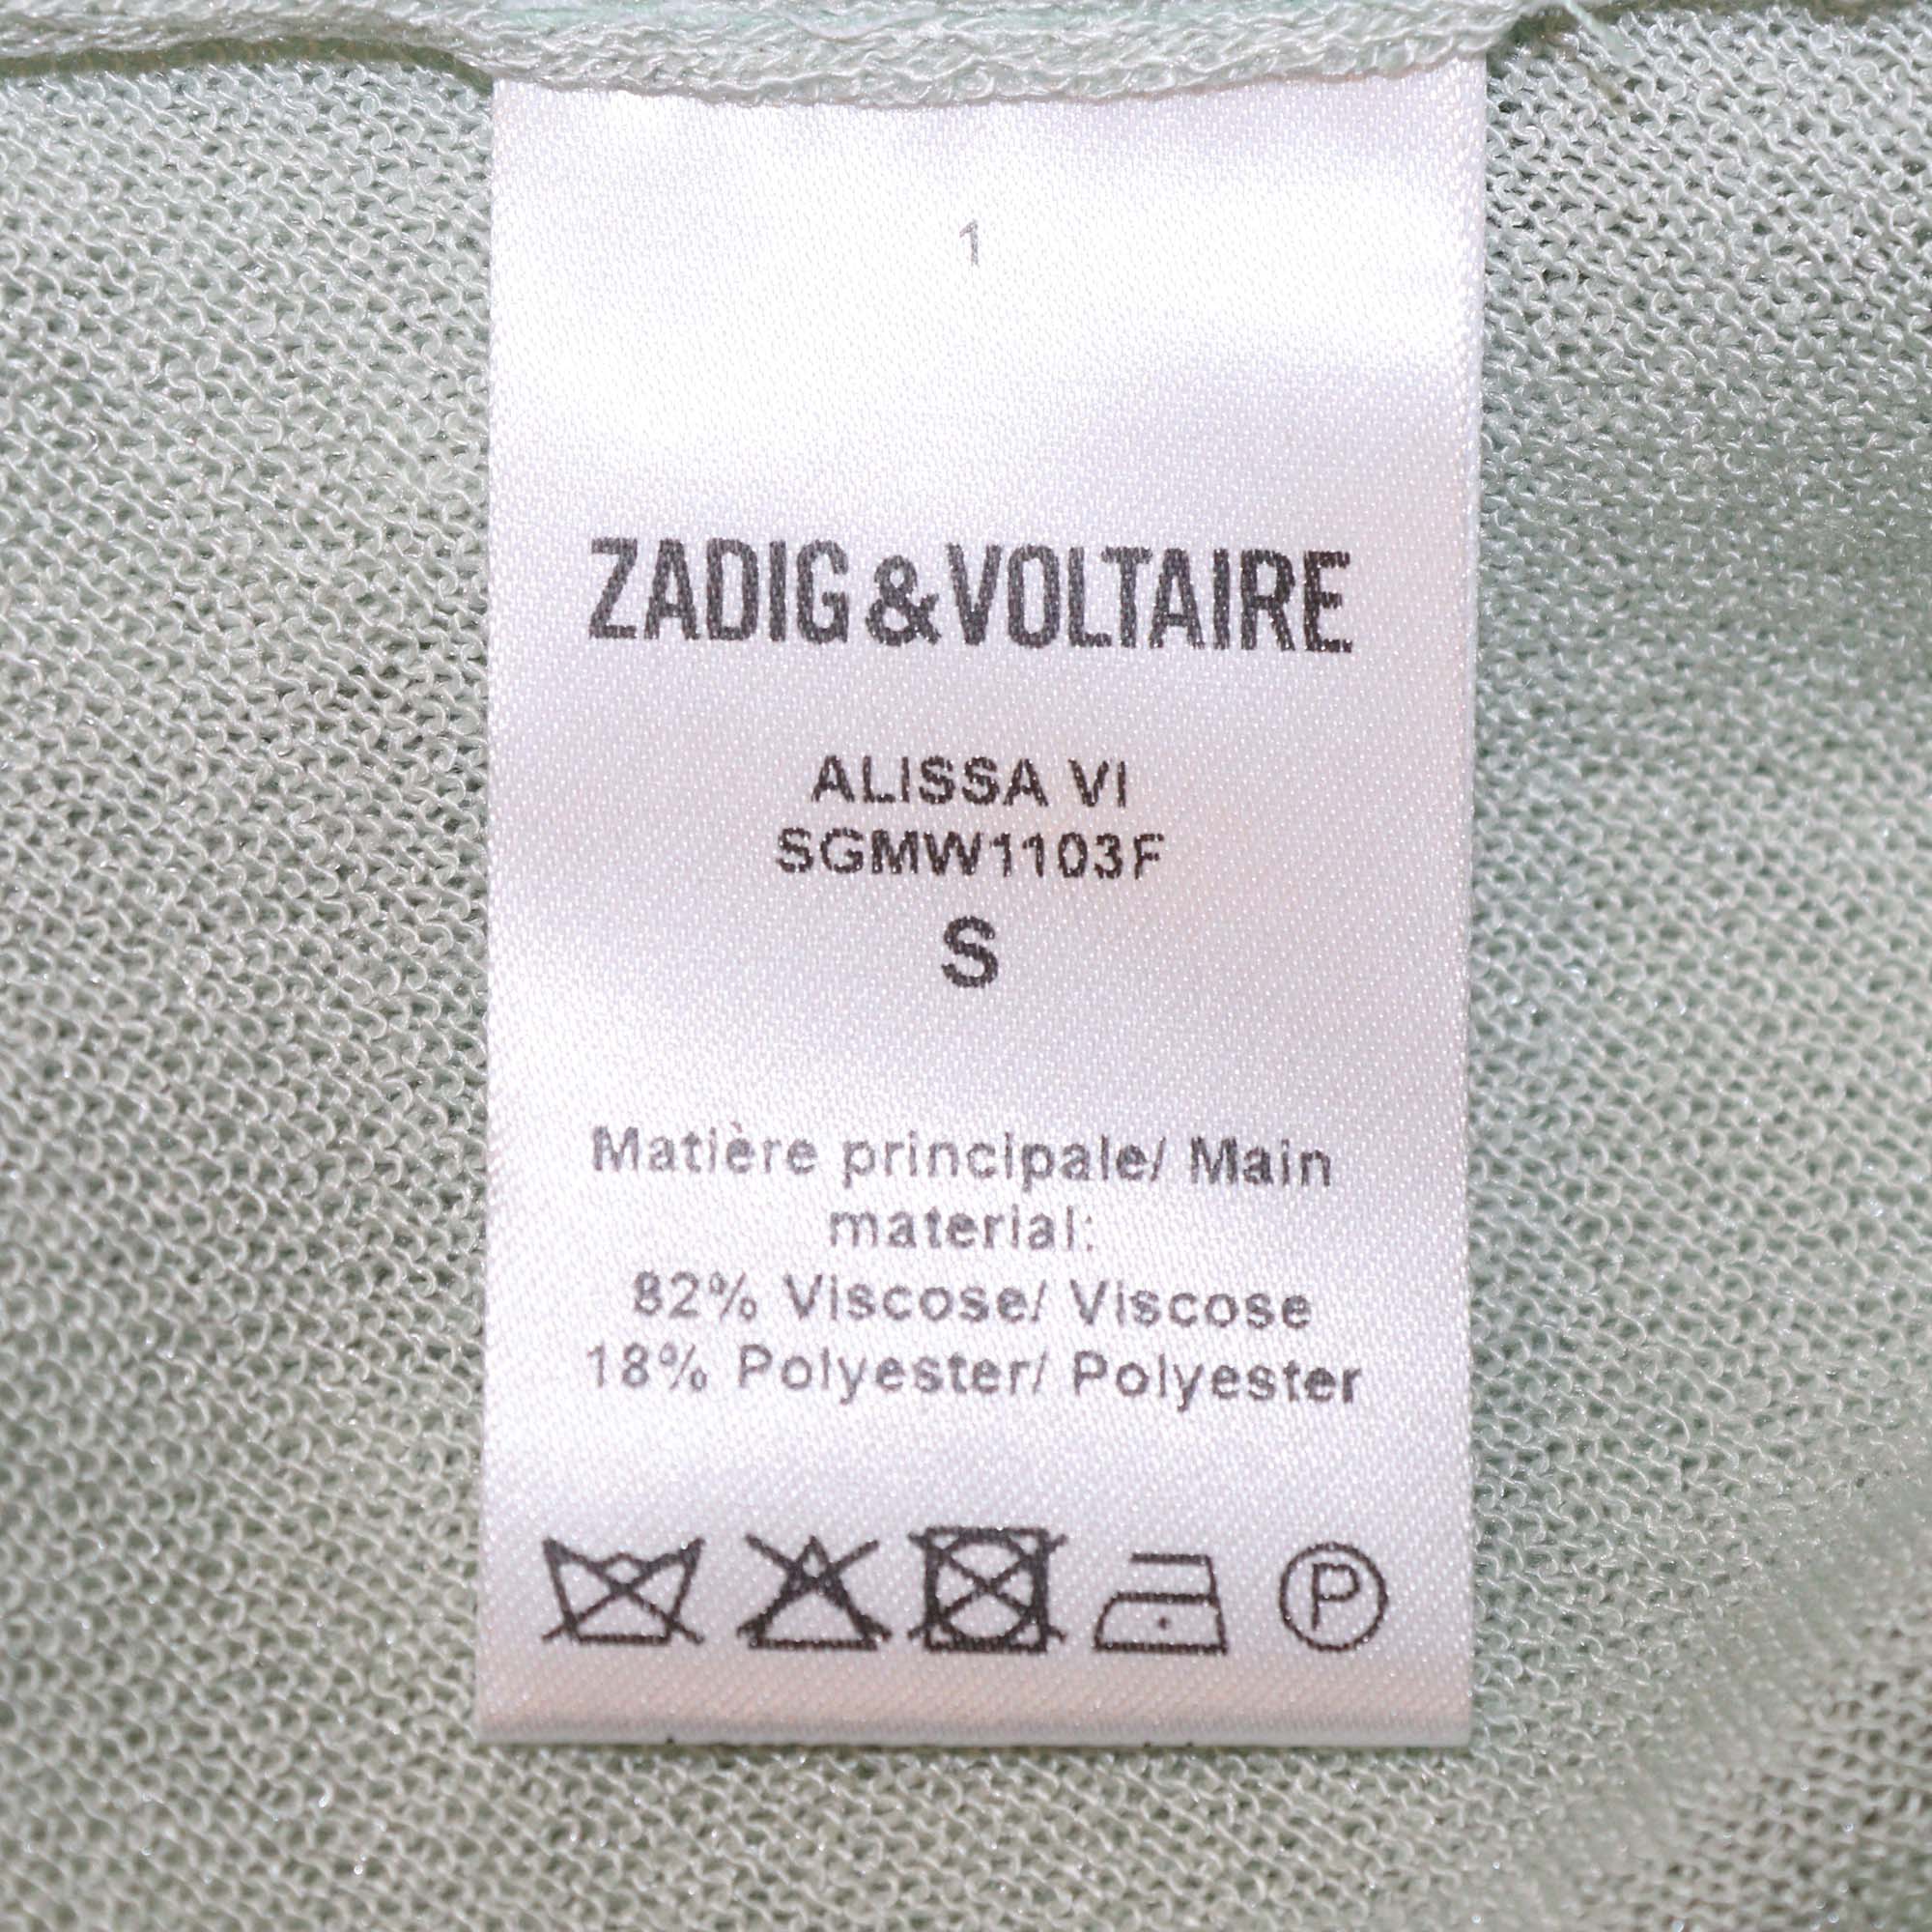 1
ZADIG&VOLTAIRE
ALISSA VI
SGMW1103F
S
Matière principale/ Main
material:
82% Viscose/ Viscose
18% Polyester/ Polyester
P